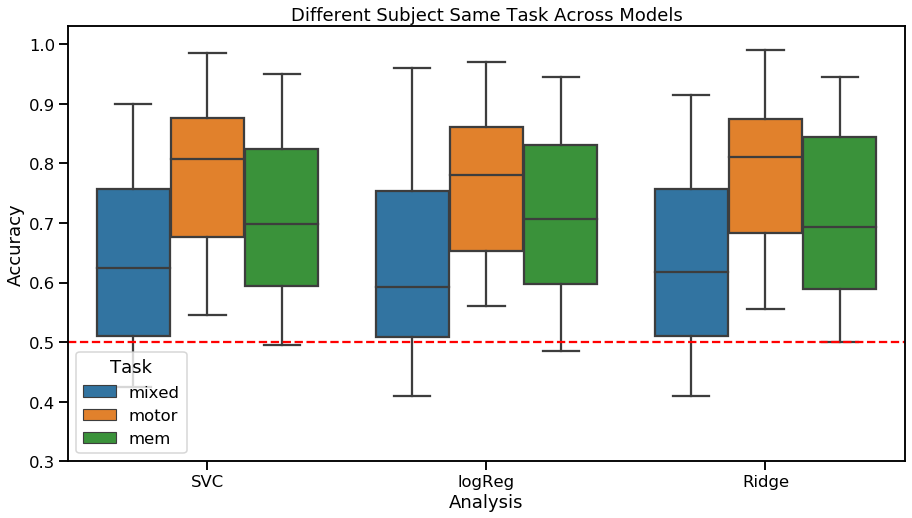 Different Subject Same Task Across Models
Accuracy
1.0
0.9
0.8
0.7
0.6
0.5
0.4
0.3
Task
mixed
motor
mem
SVC
logReg
Ridge
Analysis